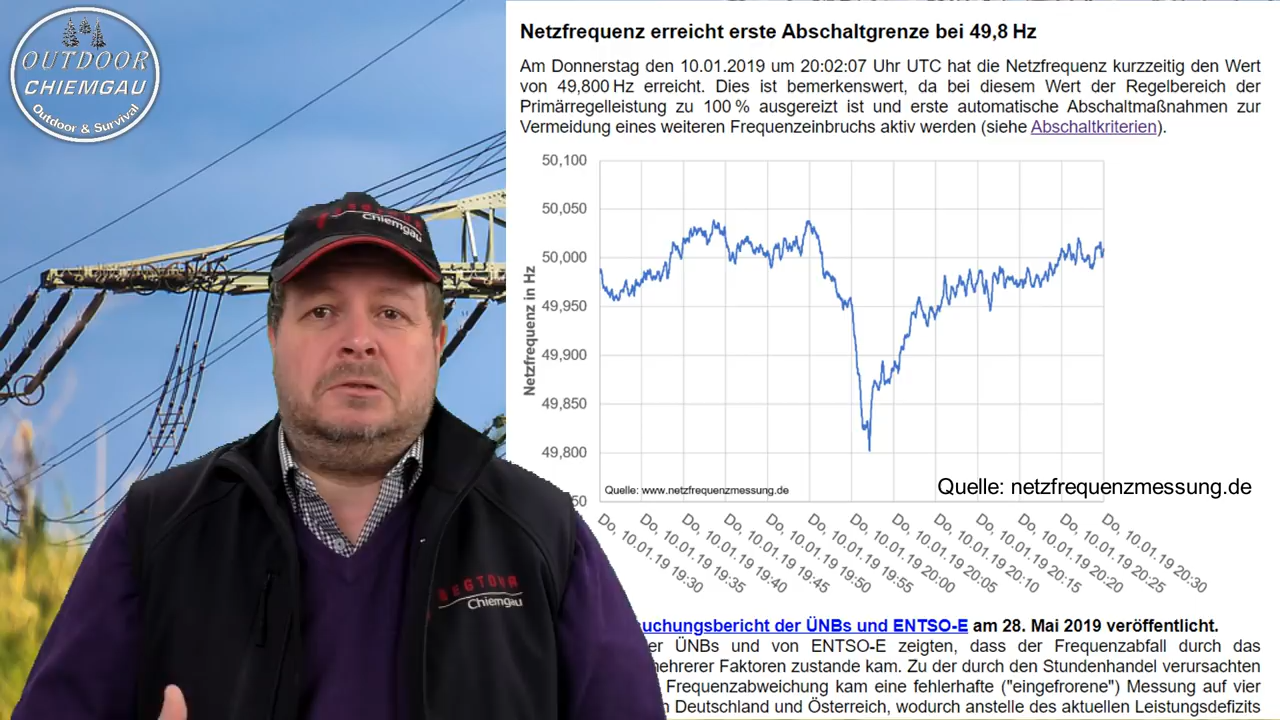 OUTDOOR
CHIEMGAU
Outdoor & Survival
Chiemgau
Chiemgau
Netzfrequenz erreicht erste Abschaltgrenze bei 49,8 Hz
Am Donnerstag den 10.01.2019 um 20:02:07 Uhr UTC hat die Netzfrequenz kurzzeitig den Wert
von 49,800 Hz erreicht. Dies ist bemerkenswert, da bei diesem Wert der Regelbereich der
Primärregelleistung zu 100 % ausgereizt ist und erste automatische Abschaltmaßnahmen zur
Vermeidung eines weiteren Frequenzeinbruchs aktiv werden (siehe Abschaltkriterien).
50,100
50,050
50,000
49,950
49,900
49,850
49,800
50
Netzfrequenz in Hz
Quelle: www.netzfrequenzmessung.de
Quelle: netzfrequenzmessung.de
Do, 10.01.19 19:30
Do, 10.01.19 19:35
Do, 10.01.19 19:40
Do, 10.01.19 19:45
Do, 10.01.19 19:50
Do, 10.01.19 19:55
Do, 10.01.19 20:00
Do, 10.01.19 20:05
Do, 10.01.19 20:10
Do, 10.01.19 20:15
Do, 10.01.19 20:20
Do, 10.01.19 20:25
Do, 10.01.19 20:30
uchungsbericht der ÜNBs und ENTSO-E am 28. Mai 2019 veröffentlicht.
er ÜNBs und von ENTSO-E zeigten, dass der Frequenzabfall durch das
mehrerer Faktoren zustande kam. Zu der durch den Stundenhandel verursachten
Frequenzabweichung kam eine fehlerhafte ("eingefrorene") Messung auf vier
n Deutschland und Österreich, wodurch anstelle des aktuellen Leistungsdefizits